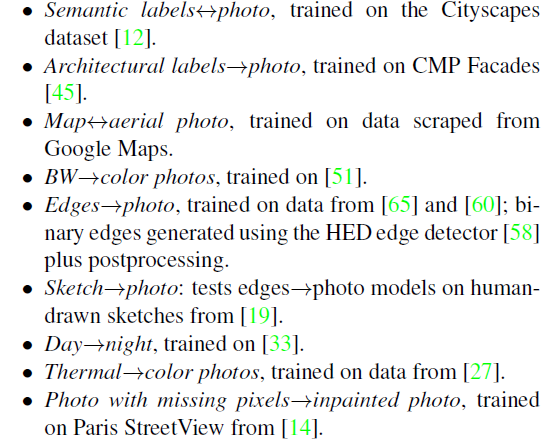 • Semantic labels↔photo, trained on the Cityscapes
dataset [12].
• Architectural labels→photo, trained on CMP Facades
[45].
• Map↔aerial photo, trained on data scraped from
Google Maps.
• BW→color photos, trained on [51].
• Edges→photo, trained on data from [65] and [60]; bi-
nary edges generated using the HED edge detector [58]
plus postprocessing.
• Sketch→photo: tests edges→photo models on human-
drawn sketches from [19].
• Day→night, trained on [33].
• Thermal→color photos, trained on data from [27].
• Photo with missing pixels→inpainted photo, trained
on Paris StreetView from [14].